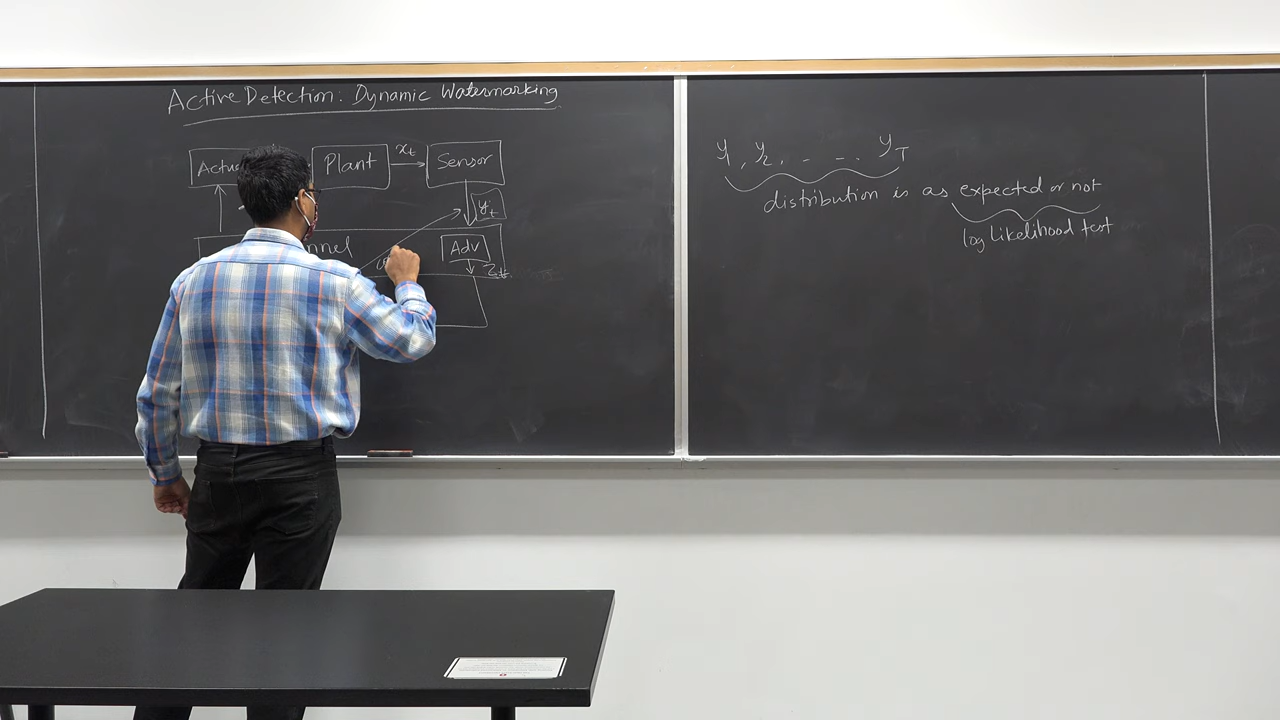 Active Detection: Dynamic Watermarking
Plant
x_t
Sensor
y_t
Adv
z_t
y_1, y_2, . . . . y_T
distribution is as expected or not
log likelihood test